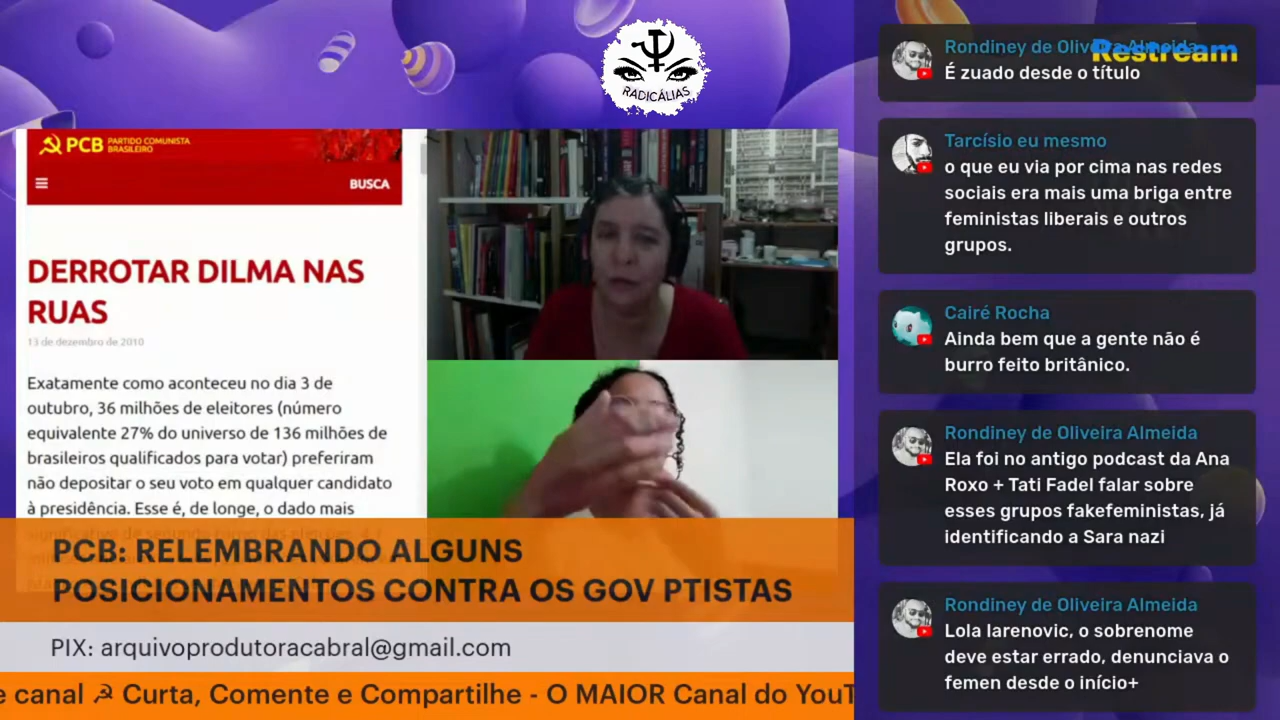 RADICÁLIAS
PCB PARTIDO COMUNISTA
BRASILEIRO
BUSCA
DERROTAR DILMA NAS
RUAS
13 de dezembro de 2010
Exatamente como aconteceu no dia 3 de
outubro, 36 milhões de eleitores (número
equivalente 27% do universo de 136 milhões de
brasileiros qualificados para votar) preferiram
não depositar o seu voto em qualquer candidato
à presidência. Esse é, de longe, o dado mais
PCB: RELEMBRANDO ALGUNS
POSICIONAMENTOS CONTRA OS GOV PTISTAS
PIX: arquivoprodutoracabral@gmail.com
e canal ☭ Curta, Comente e Compartilhe - O MAIOR Canal do YouT
Restream
Rondiney de Oliveira Almeida
É zuado desde o título
Tarcísio eu mesmo
o que eu via por cima nas redes
sociais era mais uma briga entre
feministas liberais e outros
grupos.
Cairé Rocha
Ainda bem que a gente não é
burro feito britânico.
Rondiney de Oliveira Almeida
Ela foi no antigo podcast da Ana
Roxo + Tati Fadel falar sobre
esses grupos fakefeministas, já
identificando a Sara nazi
Rondiney de Oliveira Almeida
Lola Iarenovic, o sobrenome
deve estar errado, denunciava o
femen desde o início+